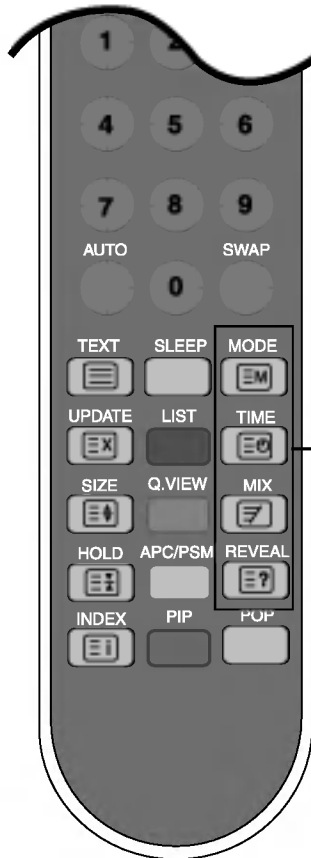 1 2
4 5 6
7 8 9
AUTO SWAP
0
TEXT SLEEP MODE
M
UPDATE LIST TIME
X
SIZE Q.VIEW MIX
HOLD APC/PSM REVEAL
?
INDEX PIP POP
i